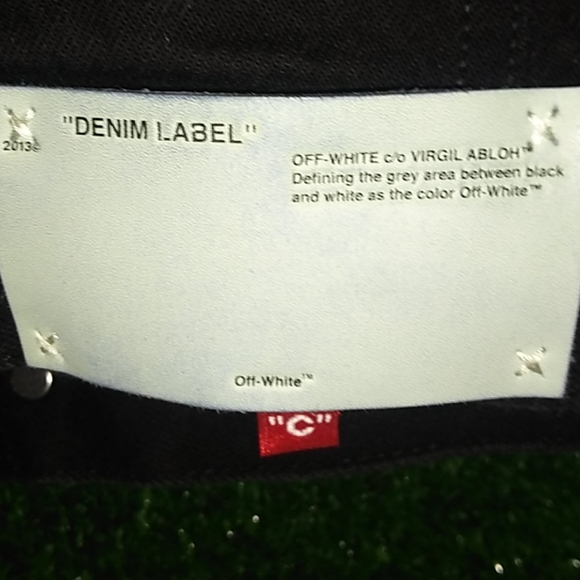 "DENIM LABEL"
2013
OFF-WHITE c/o VIRGIL ABLOH™
Defining the grey area between black
and white as the color Off-White™
Off-White™
"C"